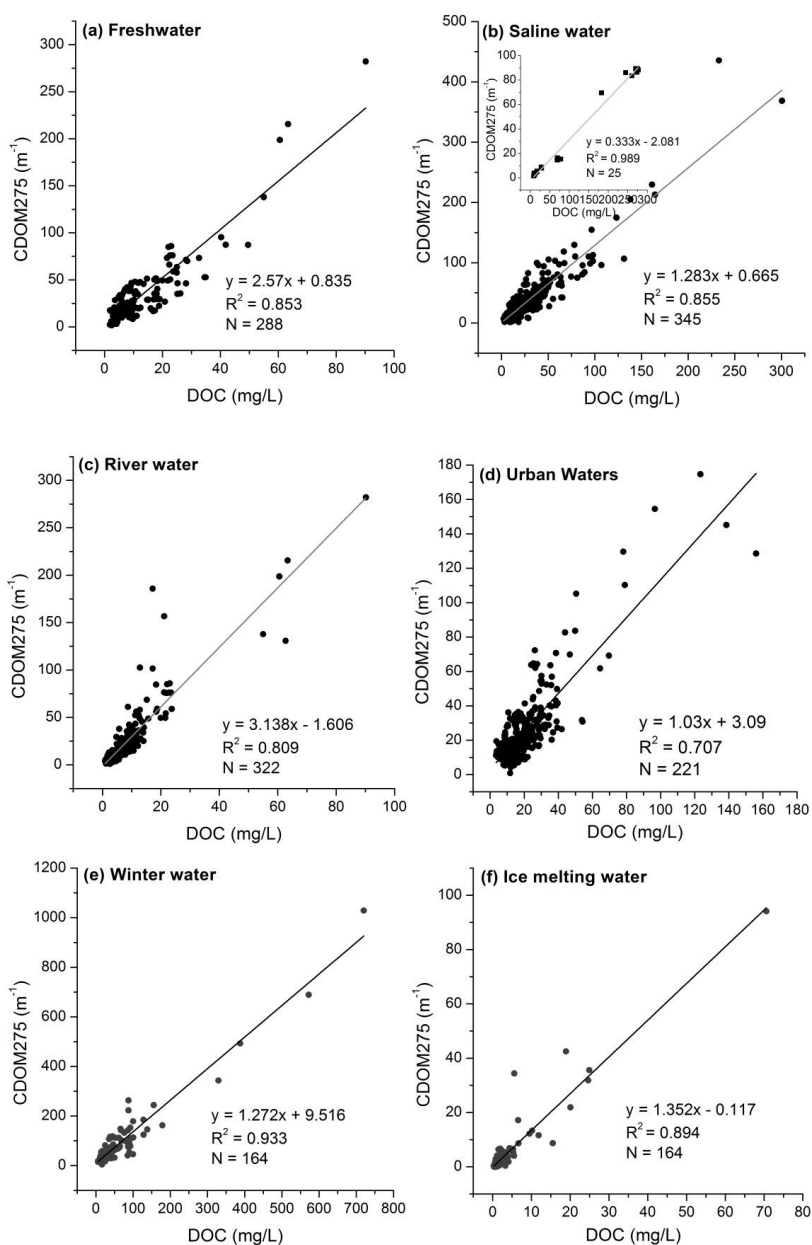 (a) Freshwater
300
250
200
150
100
50
0
CDOM275 (m⁻¹)
y = 2.57x + 0.835
R² = 0.853
N = 288
0 20 40 60 80 100
DOC (mg/L)
(b) Saline water
500
400
300
200
100
0
CDOM275 (m⁻¹)
100
80
60
40
20
0
CDOM275 (m⁻¹)
y = 0.333x - 2.081
R² = 0.989
N = 25
0 50 100 150 200 250 300
DOC (mg/L)
y = 1.283x + 0.665
R² = 0.855
N = 345
0 50 100 150 200 250 300
DOC (mg/L)
(c) River water
300
250
200
150
100
50
0
CDOM275 (m⁻¹)
y = 3.138x - 1.606
R² = 0.809
N = 322
0 20 40 60 80 100
DOC (mg/L)
(d) Urban Waters
180
160
140
120
100
80
60
40
20
0
CDOM275 (m⁻¹)
y = 1.03x + 3.09
R² = 0.707
N = 221
0 20 40 60 80 100 120 140 160 180
DOC (mg/L)
(e) Winter water
1200
1000
800
600
400
200
0
CDOM275 (m⁻¹)
y = 1.272x + 9.516
R² = 0.933
N = 164
0 100 200 300 400 500 600 700 800
DOC (mg/L)
(f) Ice melting water
100
80
60
40
20
0
CDOM275 (m⁻¹)
y = 1.352x - 0.117
R² = 0.894
N = 164
0 10 20 30 40 50 60 70 80
DOC (mg/L)